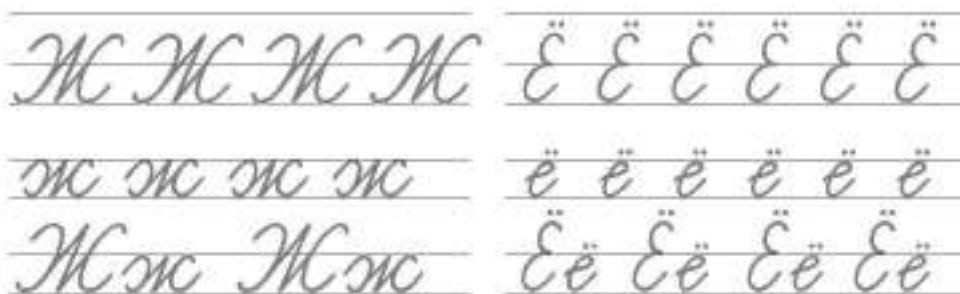 Ж Ж Ж Ж
ж ж ж ж
Жж Жж
Ё Ё Ё Ё Ё Ё
ё ё ё ё ё ё
Ёё Ёё Ёё Ёё